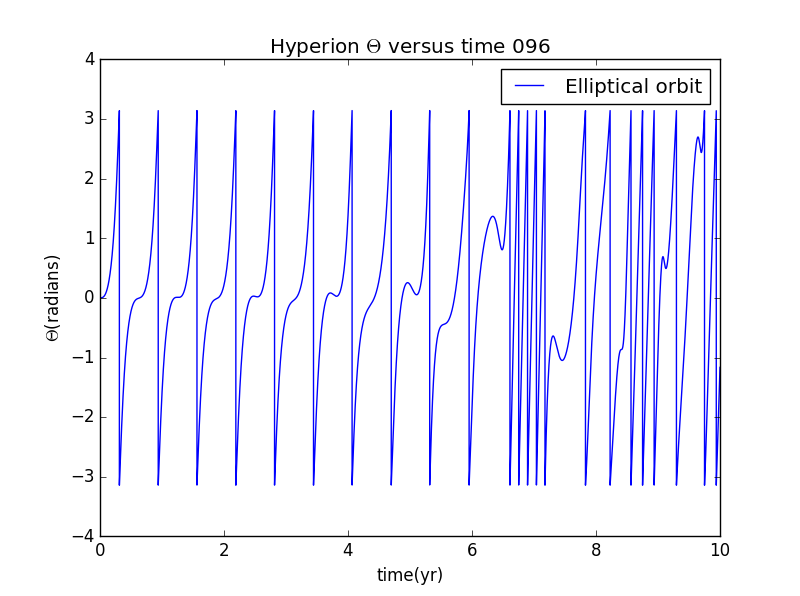 Hyperion Θ versus time 096
Elliptical orbit
4
3
2
1
0
−1
−2
−3
−4
Θ(radians)
0 2 4 6 8 10
time(yr)